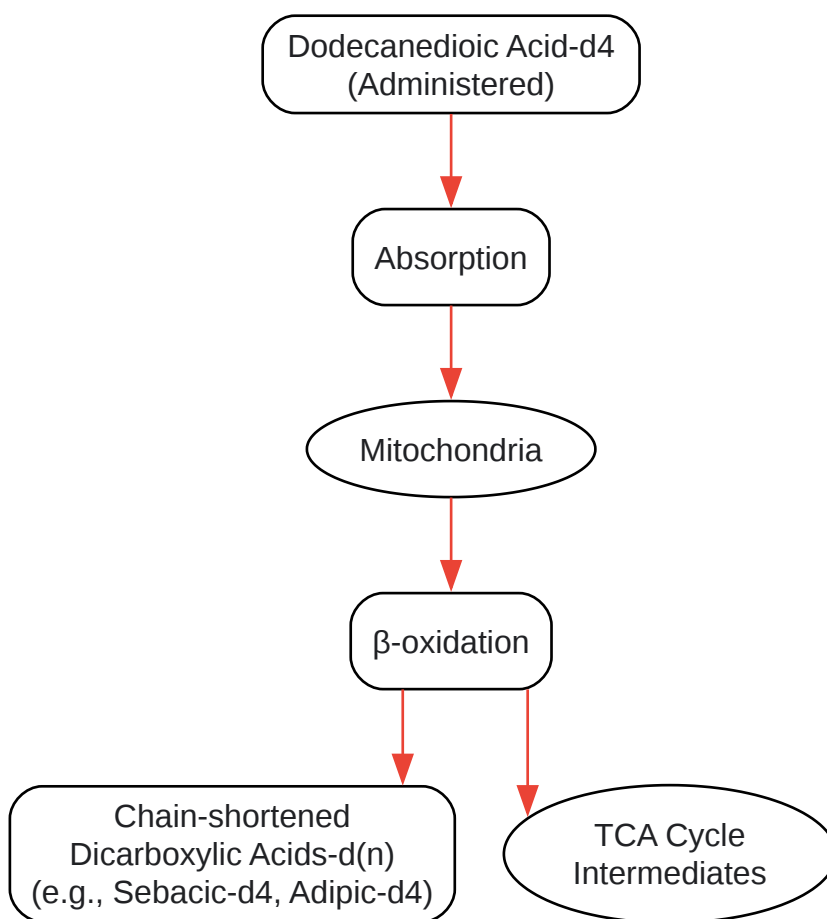 Dodecanedioic Acid-d4
(Administered)
Absorption
Mitochondria
β-oxidation
Chain-shortened
Dicarboxylic Acids-d(n)
(e.g., Sebacic-d4, Adipic-d4)
TCA Cycle
Intermediates